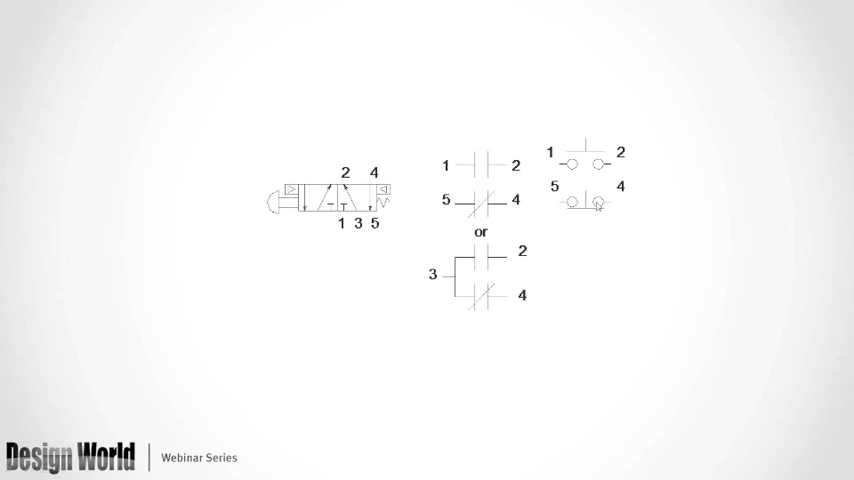 2 4
1 3 5
1 2
5 4
or
3
2
4
1 2
5 4
Design World
Webinar Series